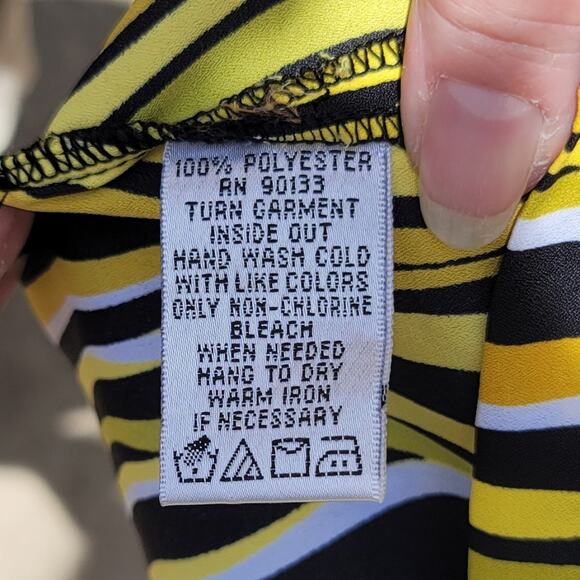 100% POLYESTER
RN 90133
TURN GARMENT
INSIDE OUT
HAND WASH COLD
WITH LIKE COLORS
ONLY NON-CHLORINE
BLEACH
WHEN NEEDED
HANG TO DRY
WARM IRON
IF NECESSARY